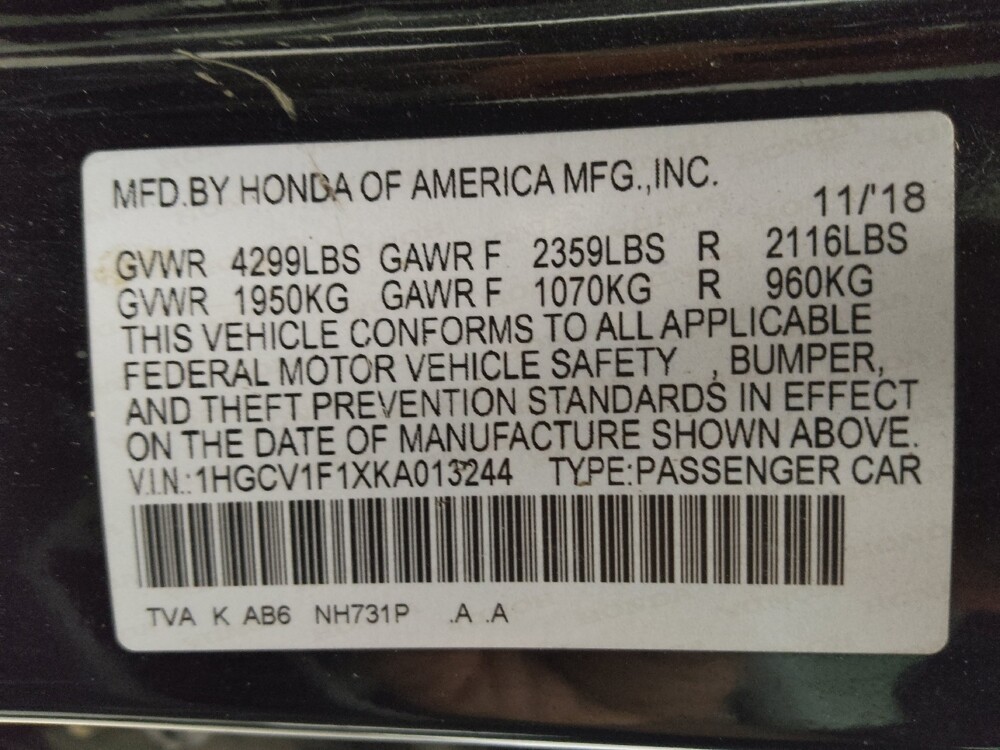 MFD.BY HONDA OF AMERICA MFG.,INC.
11/'18
GVWR 4299LBS GAWR F 2359LBS R 2116LBS
GVWR 1950KG GAWR F 1070KG R 960KG
THIS VEHICLE CONFORMS TO ALL APPLICABLE
FEDERAL MOTOR VEHICLE SAFETY , BUMPER,
AND THEFT PREVENTION STANDARDS IN EFFECT
ON THE DATE OF MANUFACTURE SHOWN ABOVE.
V.I.N.:1HGCV1F1XKA013244 TYPE:PASSENGER CAR
TVA K AB6 NH731P .A .A